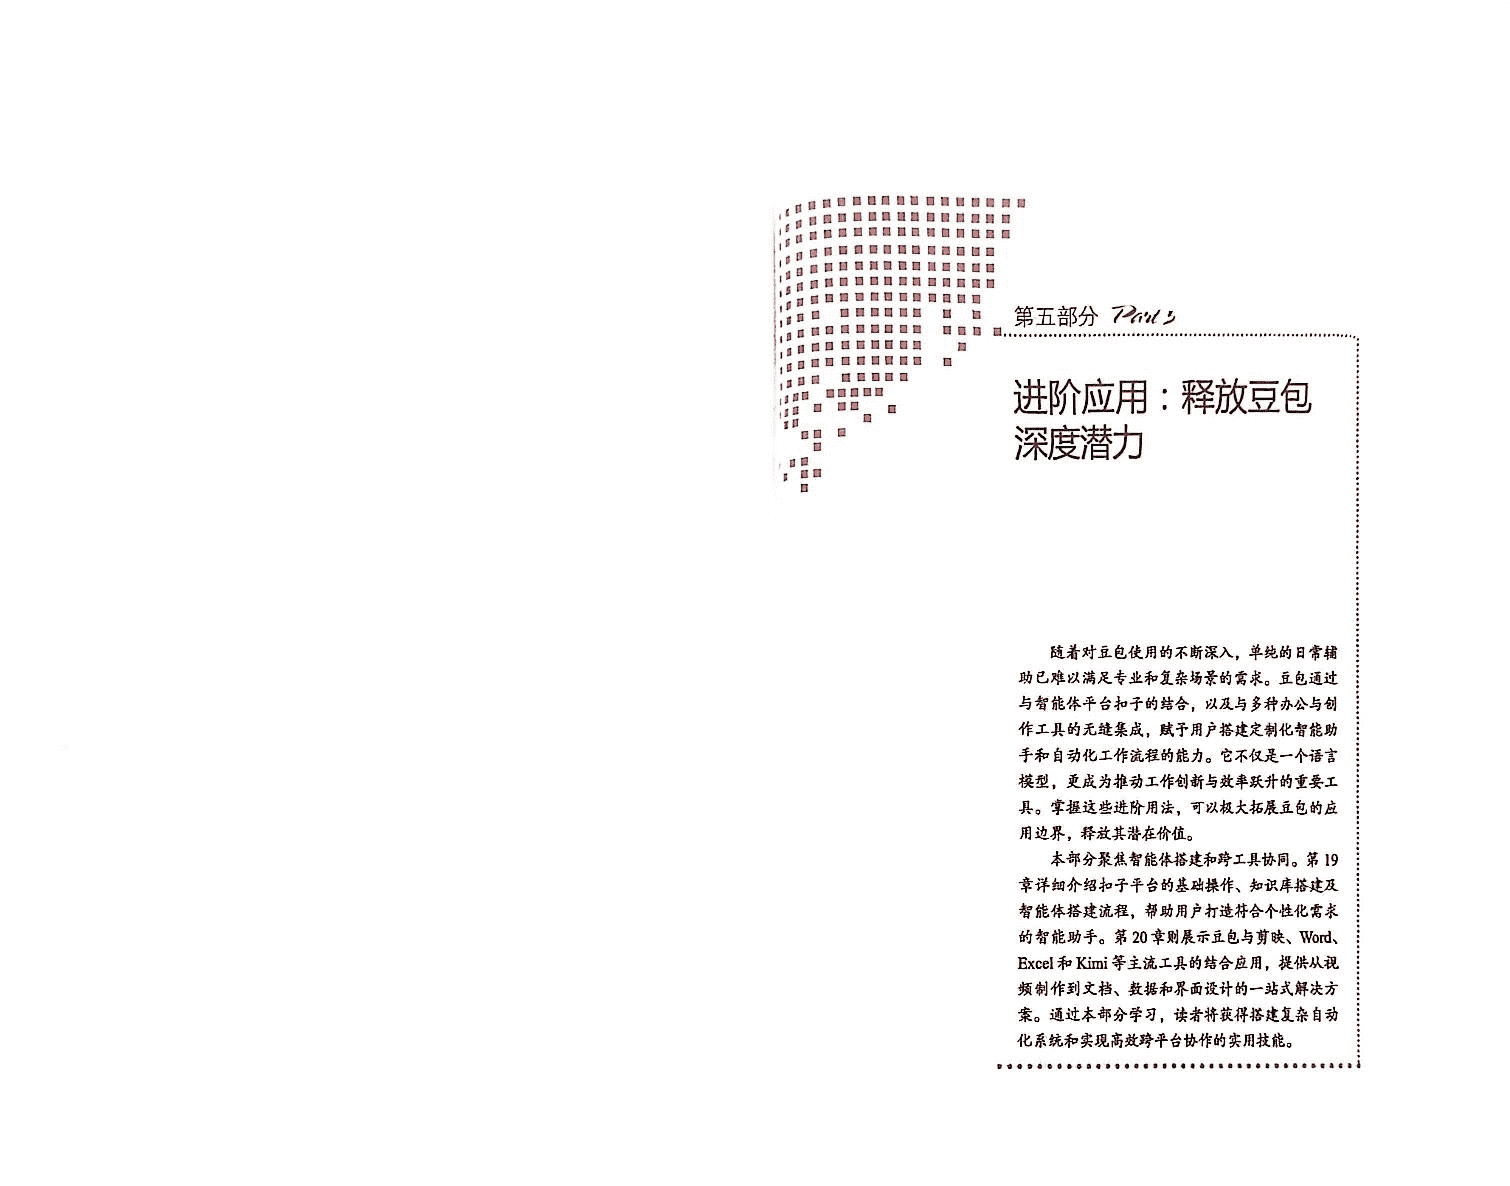 第五部分 Part 5
进阶应用：释放豆包
深度潜力
随着对豆包使用的不断深入，单纯的日常辅
助已难以满足专业和复杂场景的需求。豆包通过
与智能体平台扣子的结合，以及与多种办公与创
作工具的无缝集成，赋予用户搭建定制化智能助
手和自动化工作流程的能力。它不仅是一个语言
模型，更成为推动工作创新与效率跃升的重要工
具。掌握这些进阶用法，可以极大拓展豆包的应
用边界，释放其潜在价值。
本部分聚焦智能体搭建和跨工具协同。第 19
章详细介绍扣子平台的基础操作、知识库搭建及
智能体搭建流程，帮助用户打造符合个性化需求
的智能助手。第 20 章则展示豆包与剪映、Word、
Excel 和 Kimi 等主流工具的结合应用，提供从视
频制作到文档、数据和界面设计的一站式解决方
案。通过本部分学习，读者将获得搭建复杂自动
化系统和实现高效跨平台协作的实用技能。